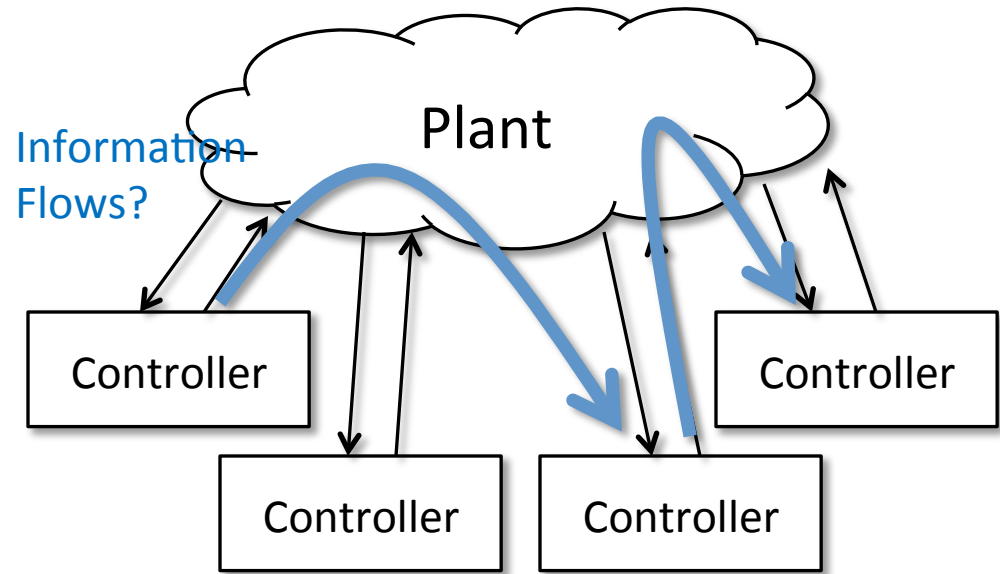 Plant
Information
Flows?
Controller
Controller
Controller
Controller